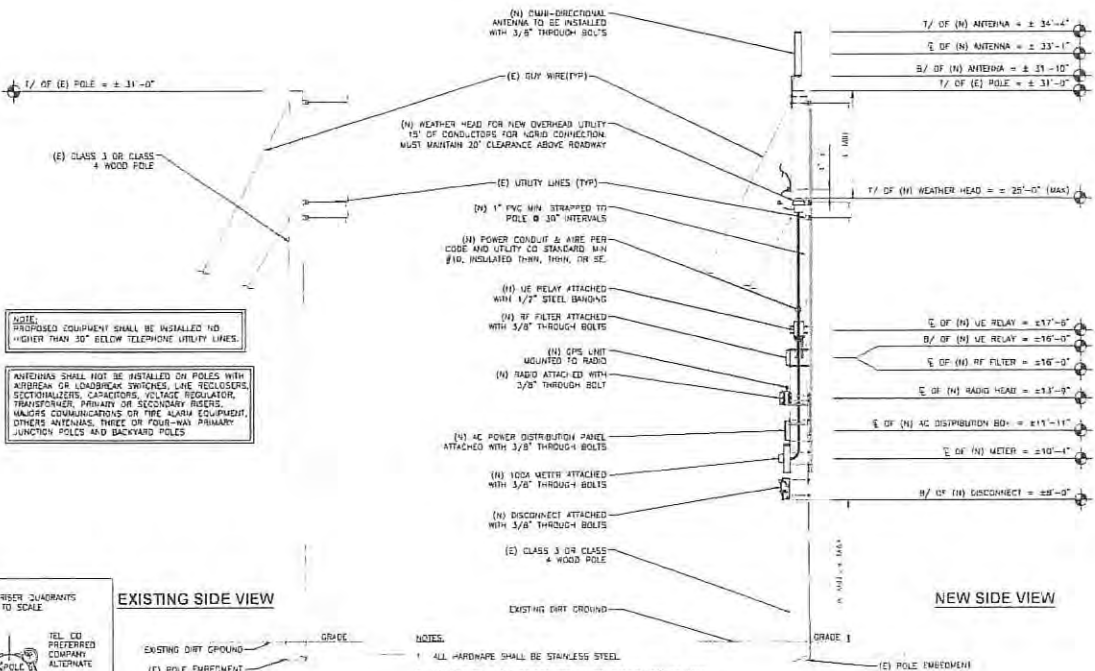 (N) OMNI-DIRECTIONAL
ANTENNA TO BE INSTALLED
WITH 3/8" THROUGH BOLTS
T/ OF (N) ANTENNA = ± 34'-4"
℄ OF (N) ANTENNA = ± 33'-1"
B/ OF (N) ANTENNA = ± 31'-10"
T/ OF (E) POLE = ± 31'-0"
T/ OF (E) POLE = ± 31'-0"
(E) GUY WIRE(TYP)
(N) WEATHER HEAD FOR NEW OVERHEAD UTILITY
15' OF CONDUCTORS FOR NGRID CONNECTION.
MUST MAINTAIN 20' CLEARANCE ABOVE ROADWAY
(E) CLASS 3 OR CLASS
4 WOOD POLE
(E) UTILITY LINES (TYP)
T/ OF (N) WEATHER HEAD = ± 25'-0" (MAX)
(N) 1" PVC MIN. STRAPPED TO
POLE @ 30" INTERVALS
(N) POWER CONDUIT & WIRE PER
CODE AND UTILITY CO STANDARD. MIN
#10, INSULATED THWN, THHN, OR SE.
(N) UE RELAY ATTACHED
WITH 1/2" STEEL BANDING
NOTE:
PROPOSED EQUIPMENT SHALL BE INSTALLED NO
HIGHER THAN 30" BELOW TELEPHONE UTILITY LINES.
(N) RF FILTER ATTACHED
WITH 3/8" THROUGH BOLTS
℄ OF (N) UE RELAY = ±17'-6"
B/ OF (N) UE RELAY = ±16'-0"
℄ OF (N) RF FILTER = ±16'-0"
(N) GPS UNIT
MOUNTED TO RADIO
(N) RADIO ATTACHED WITH
3/8" THROUGH BOLT
℄ OF (N) RADIO HEAD = ±13'-9"
ANTENNAS SHALL NOT BE INSTALLED ON POLES WITH
AIRBREAK OR LOADBREAK SWITCHES, LINE RECLOSERS,
SECTIONALIZERS, CAPACITORS, VOLTAGE REGULATOR,
TRANSFORMER, PRIMARY OR SECONDARY RISERS,
MAJORS COMMUNICATIONS OR FIRE ALARM EQUIPMENT,
OTHERS ANTENNAS, THREE OR FOUR-WAY PRIMARY
JUNCTION POLES AND BACKYARD POLES
(N) AC POWER DISTRIBUTION PANEL
ATTACHED WITH 3/8" THROUGH BOLTS
℄ OF (N) AC DISTRIBUTION BOX = ±11'-11"
℄ OF (N) METER = ±10'-4"
(N) 100A METER ATTACHED
WITH 3/8" THROUGH BOLTS
B/ OF (N) DISCONNECT = ±8'-0"
(N) DISCONNECT ATTACHED
WITH 3/8" THROUGH BOLTS
(E) CLASS 3 OR CLASS
4 WOOD POLE
RISER QUADRANTS
TO SCALE
EXISTING SIDE VIEW
NEW SIDE VIEW
EXISTING DIRT GROUND
TEL CO
PREFERRED
COMPANY
ALTERNATE
POLE
EXISTING DIRT GROUND
GRADE
NOTES:
GRADE
1 ALL HARDWARE SHALL BE STAINLESS STEEL
(E) POLE EMBEDMENT
(E) POLE EMBEDMENT